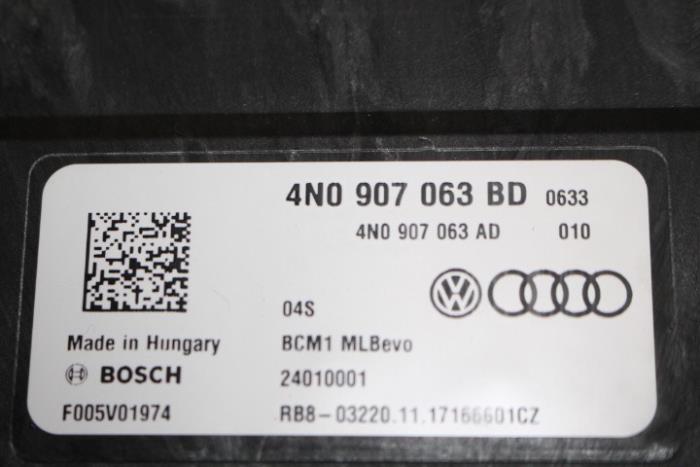 4N0 907 063 BD 0633
4N0 907 063 AD 010
04S
Made in Hungary BCM1 MLBevo
BOSCH 24010001
F005V01974 RB8-03220.11.17166601CZ